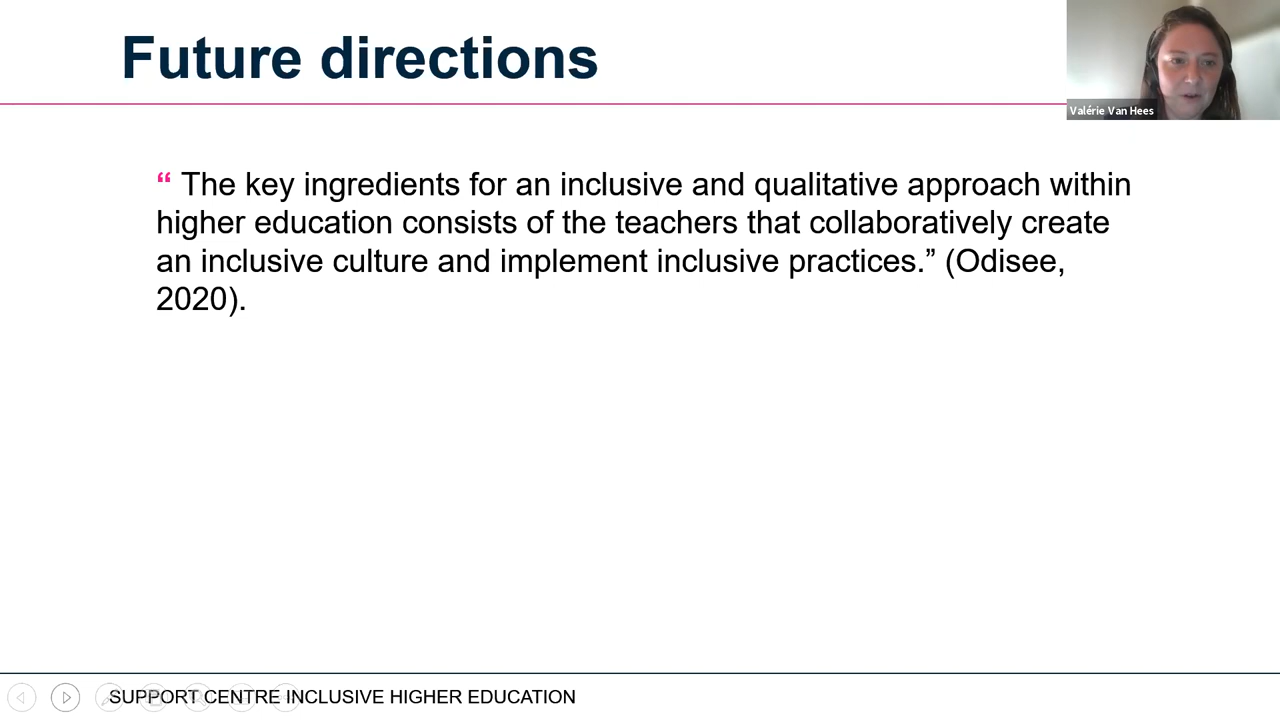 Future directions
Valérie Van Hees
“ The key ingredients for an inclusive and qualitative approach within
higher education consists of the teachers that collaboratively create
an inclusive culture and implement inclusive practices.” (Odisee,
2020).
SUPPORT CENTRE INCLUSIVE HIGHER EDUCATION